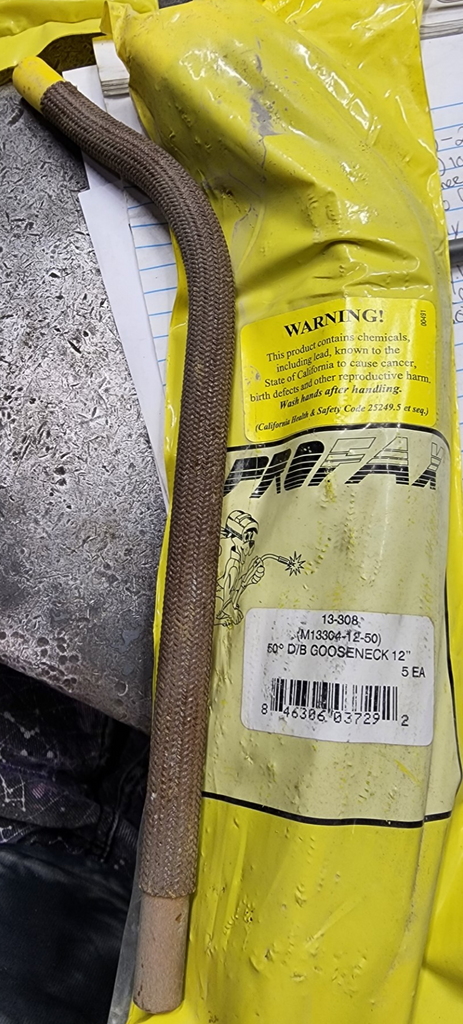 WARNING!
This product contains chemicals,
including lead, known to the
State of California to cause cancer,
birth defects and other reproductive harm.
Wash hands after handling.
(California Health & Safety Code 25249.5 et seq.)
PROFAX
13-308
(M13304-12-50)
60° D/B GOOSENECK 12"
5 EA
8 46306 03729 2